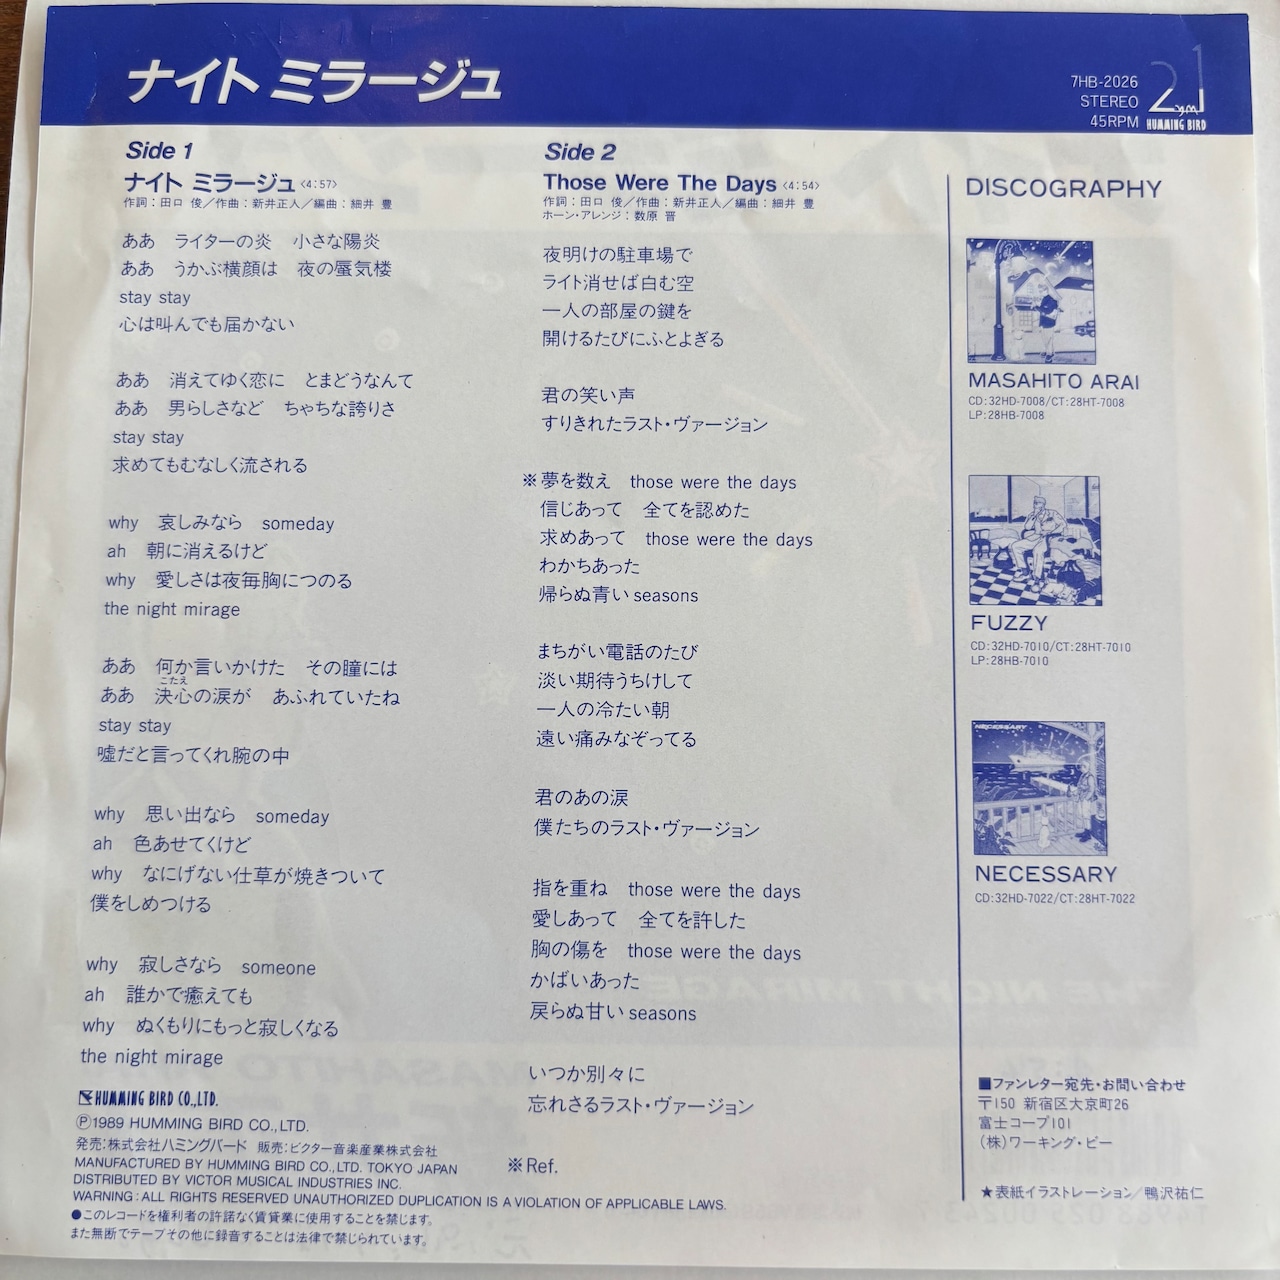 ナイト ミラージュ
7HB-2026
STEREO
45RPM
21
HUMMING BIRD
Side 1
ナイト ミラージュ〈4:57〉
作詞:田口 俊/作曲:新井正人/編曲:細井 豊
ああ ライターの炎 小さな陽炎
ああ うかぶ横顔は 夜の蜃気楼
stay stay
心は叫んでも届かない
ああ 消えてゆく恋に とまどうなんて
ああ 男らしさなど ちゃちな誇りさ
stay stay
求めてもむなしく流される
why 哀しみなら someday
ah 朝に消えるけど
why 愛しさは夜毎胸につのる
the night mirage
ああ 何か言いかけた その瞳には
こたえ
ああ 決心の涙が あふれていたね
stay stay
嘘だと言ってくれ腕の中
why 思い出なら someday
ah 色あせてくけど
why なにげない仕草が焼きついて
僕をしめつける
why 寂しさなら someone
ah 誰かで癒えても
why ぬくもりにもっと寂しくなる
the night mirage
HUMMING BIRD CO.,LTD.
Ⓟ1989 HUMMING BIRD CO.,LTD.
発売:株式会社ハミングバード 販売:ビクター音楽産業株式会社
MANUFACTURED BY HUMMING BIRD CO.,LTD. TOKYO JAPAN
DISTRIBUTED BY VICTOR MUSICAL INDUSTRIES INC.
WARNING:ALL RIGHTS RESERVED UNAUTHORIZED DUPLICATION IS A VIOLATION OF APPLICABLE LAWS.
●このレコードを権利者の許諾なく賃貸業に使用することを禁じます。
また無断でテープその他に録音することは法律で禁じられています。
Side 2
Those Were The Days〈4:54〉
作詞:田口 俊/作曲:新井正人/編曲:細井 豊
ホーン・アレンジ:数原 晋
夜明けの駐車場で
ライト消せば白む空
一人の部屋の鍵を
開けるたびにふとよぎる
君の笑い声
すりきれたラスト・ヴァージョン
※夢を数え those were the days
信じあって 全てを認めた
求めあって those were the days
わかちあった
帰らぬ青い seasons
まちがい電話のたび
淡い期待うちけして
一人の冷たい朝
遠い痛みなぞってる
君のあの涙
僕たちのラスト・ヴァージョン
指を重ね those were the days
愛しあって 全てを許した
胸の傷を those were the days
かばいあった
戻らぬ甘い seasons
いつか別々に
忘れさるラスト・ヴァージョン
※Ref.
DISCOGRAPHY
MASAHITO ARAI
CD:32HD-7008/CT:28HT-7008
LP:28HB-7008
FUZZY
CD:32HD-7010/CT:28HT-7010
LP:28HB-7010
NECESSARY
NECESSARY
CD:32HD-7022/CT:28HT-7022
■ファンレター宛先・お問い合わせ
〒150 新宿区大京町26
富士コープ101
(株)ワーキング・ビー
★表紙イラストレーション/鴨沢祐仁